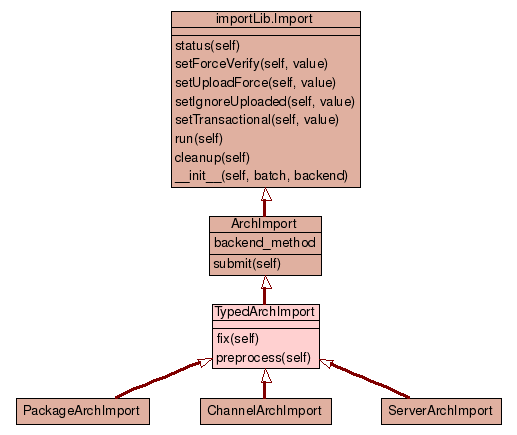 importLib.Import
status(self)
setForceVerify(self, value)
setUploadForce(self, value)
setIgnoreUploaded(self, value)
setTransactional(self, value)
run(self)
cleanup(self)
__init__(self, batch, backend)
ArchImport
backend_method
submit(self)
TypedArchImport
fix(self)
preprocess(self)
PackageArchImport
ChannelArchImport
ServerArchImport